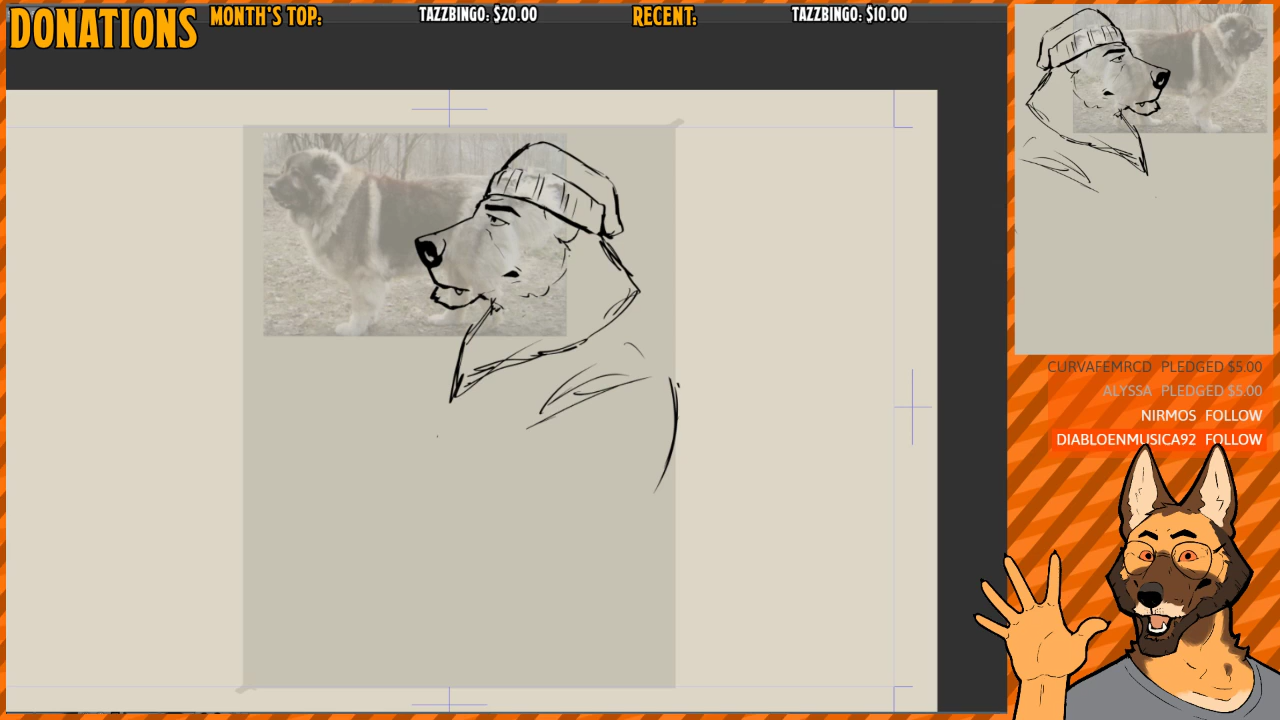 DONATIONS
MONTH'S TOP: TAZZBINGO: $20.00 RECENT: TAZZBINGO: $10.00
CURVAFEMRCD PLEDGED $5.00
ALYSSA PLEDGED $5.00
NIRMOS FOLLOW
DIABLOENMUSICA92 FOLLOW